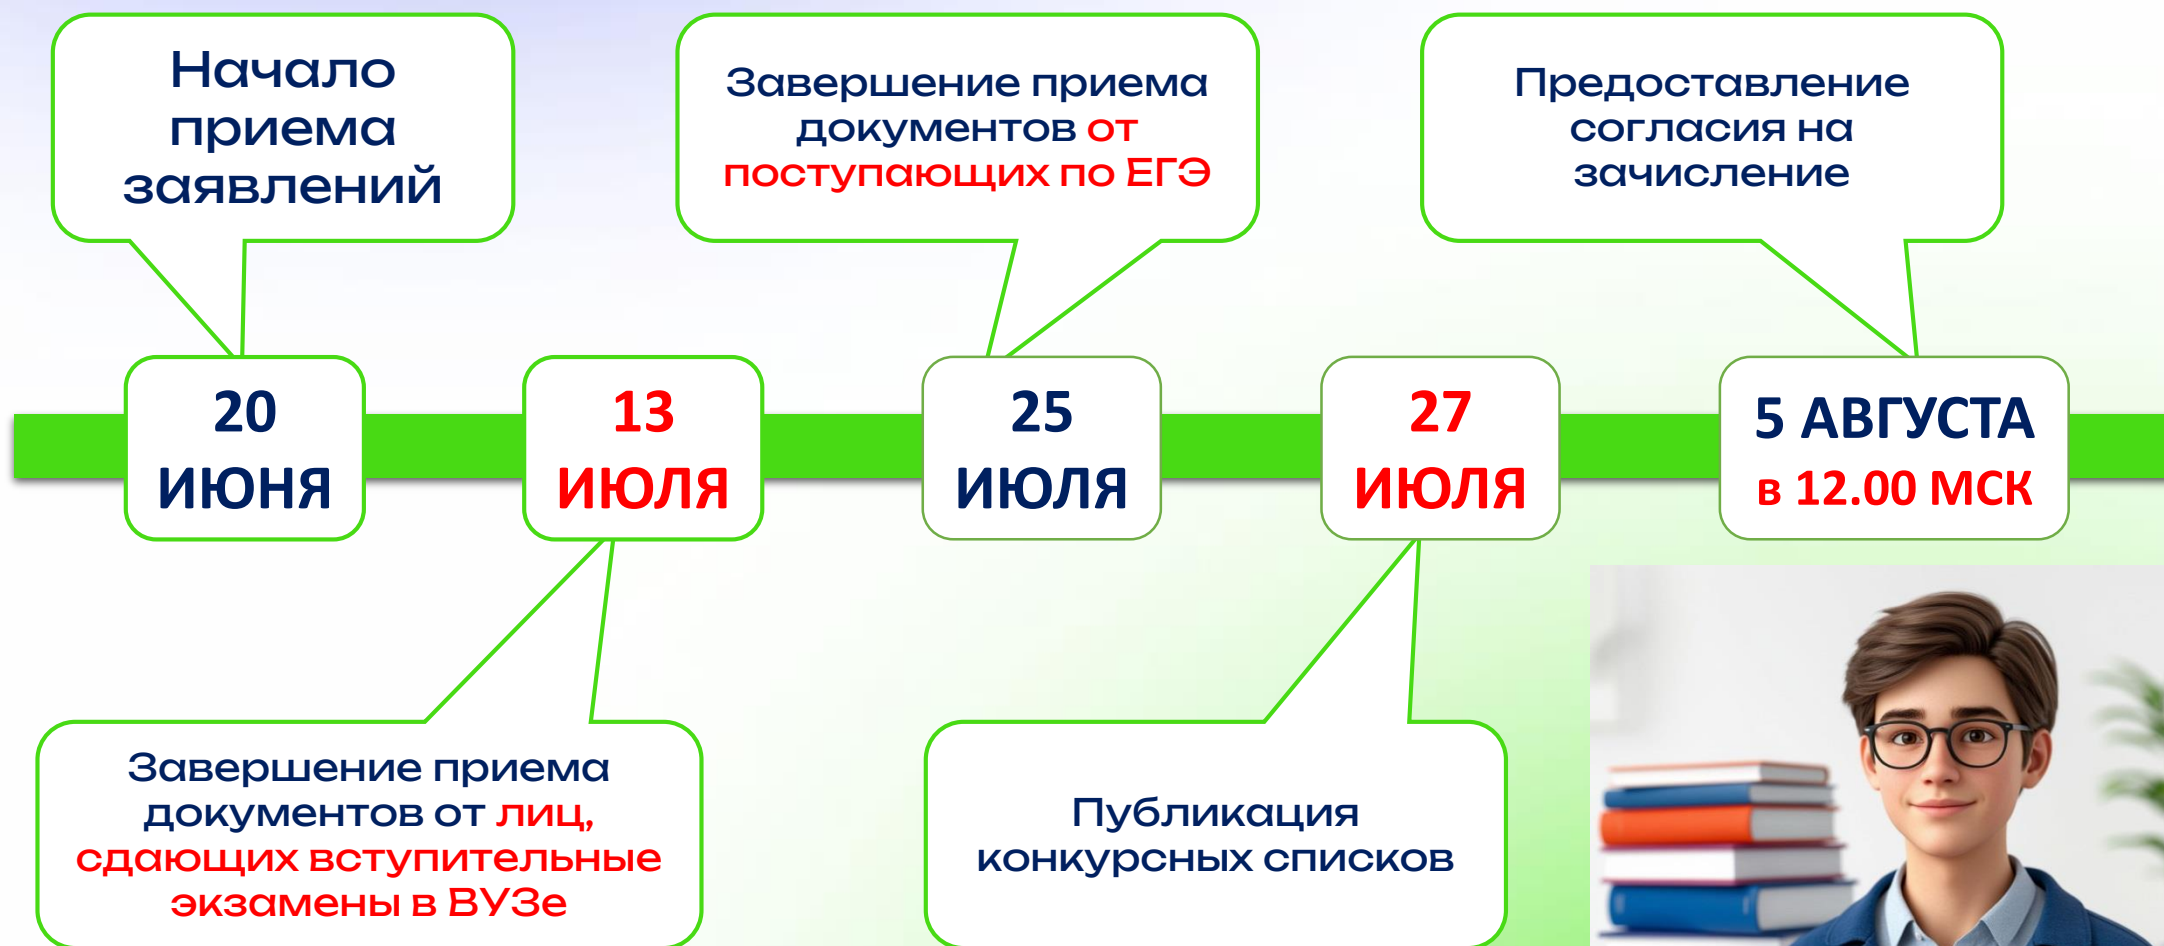 Начало
приема
заявлений
Завершение приема
документов от
поступающих по ЕГЭ
Предоставление
согласия на
зачисление
20
ИЮНЯ
13
ИЮЛЯ
25
ИЮЛЯ
27
ИЮЛЯ
5 АВГУСТА
в 12.00 МСК
Завершение приема
документов от лиц,
сдающих вступительные
экзамены в ВУЗе
Публикация
конкурсных списков